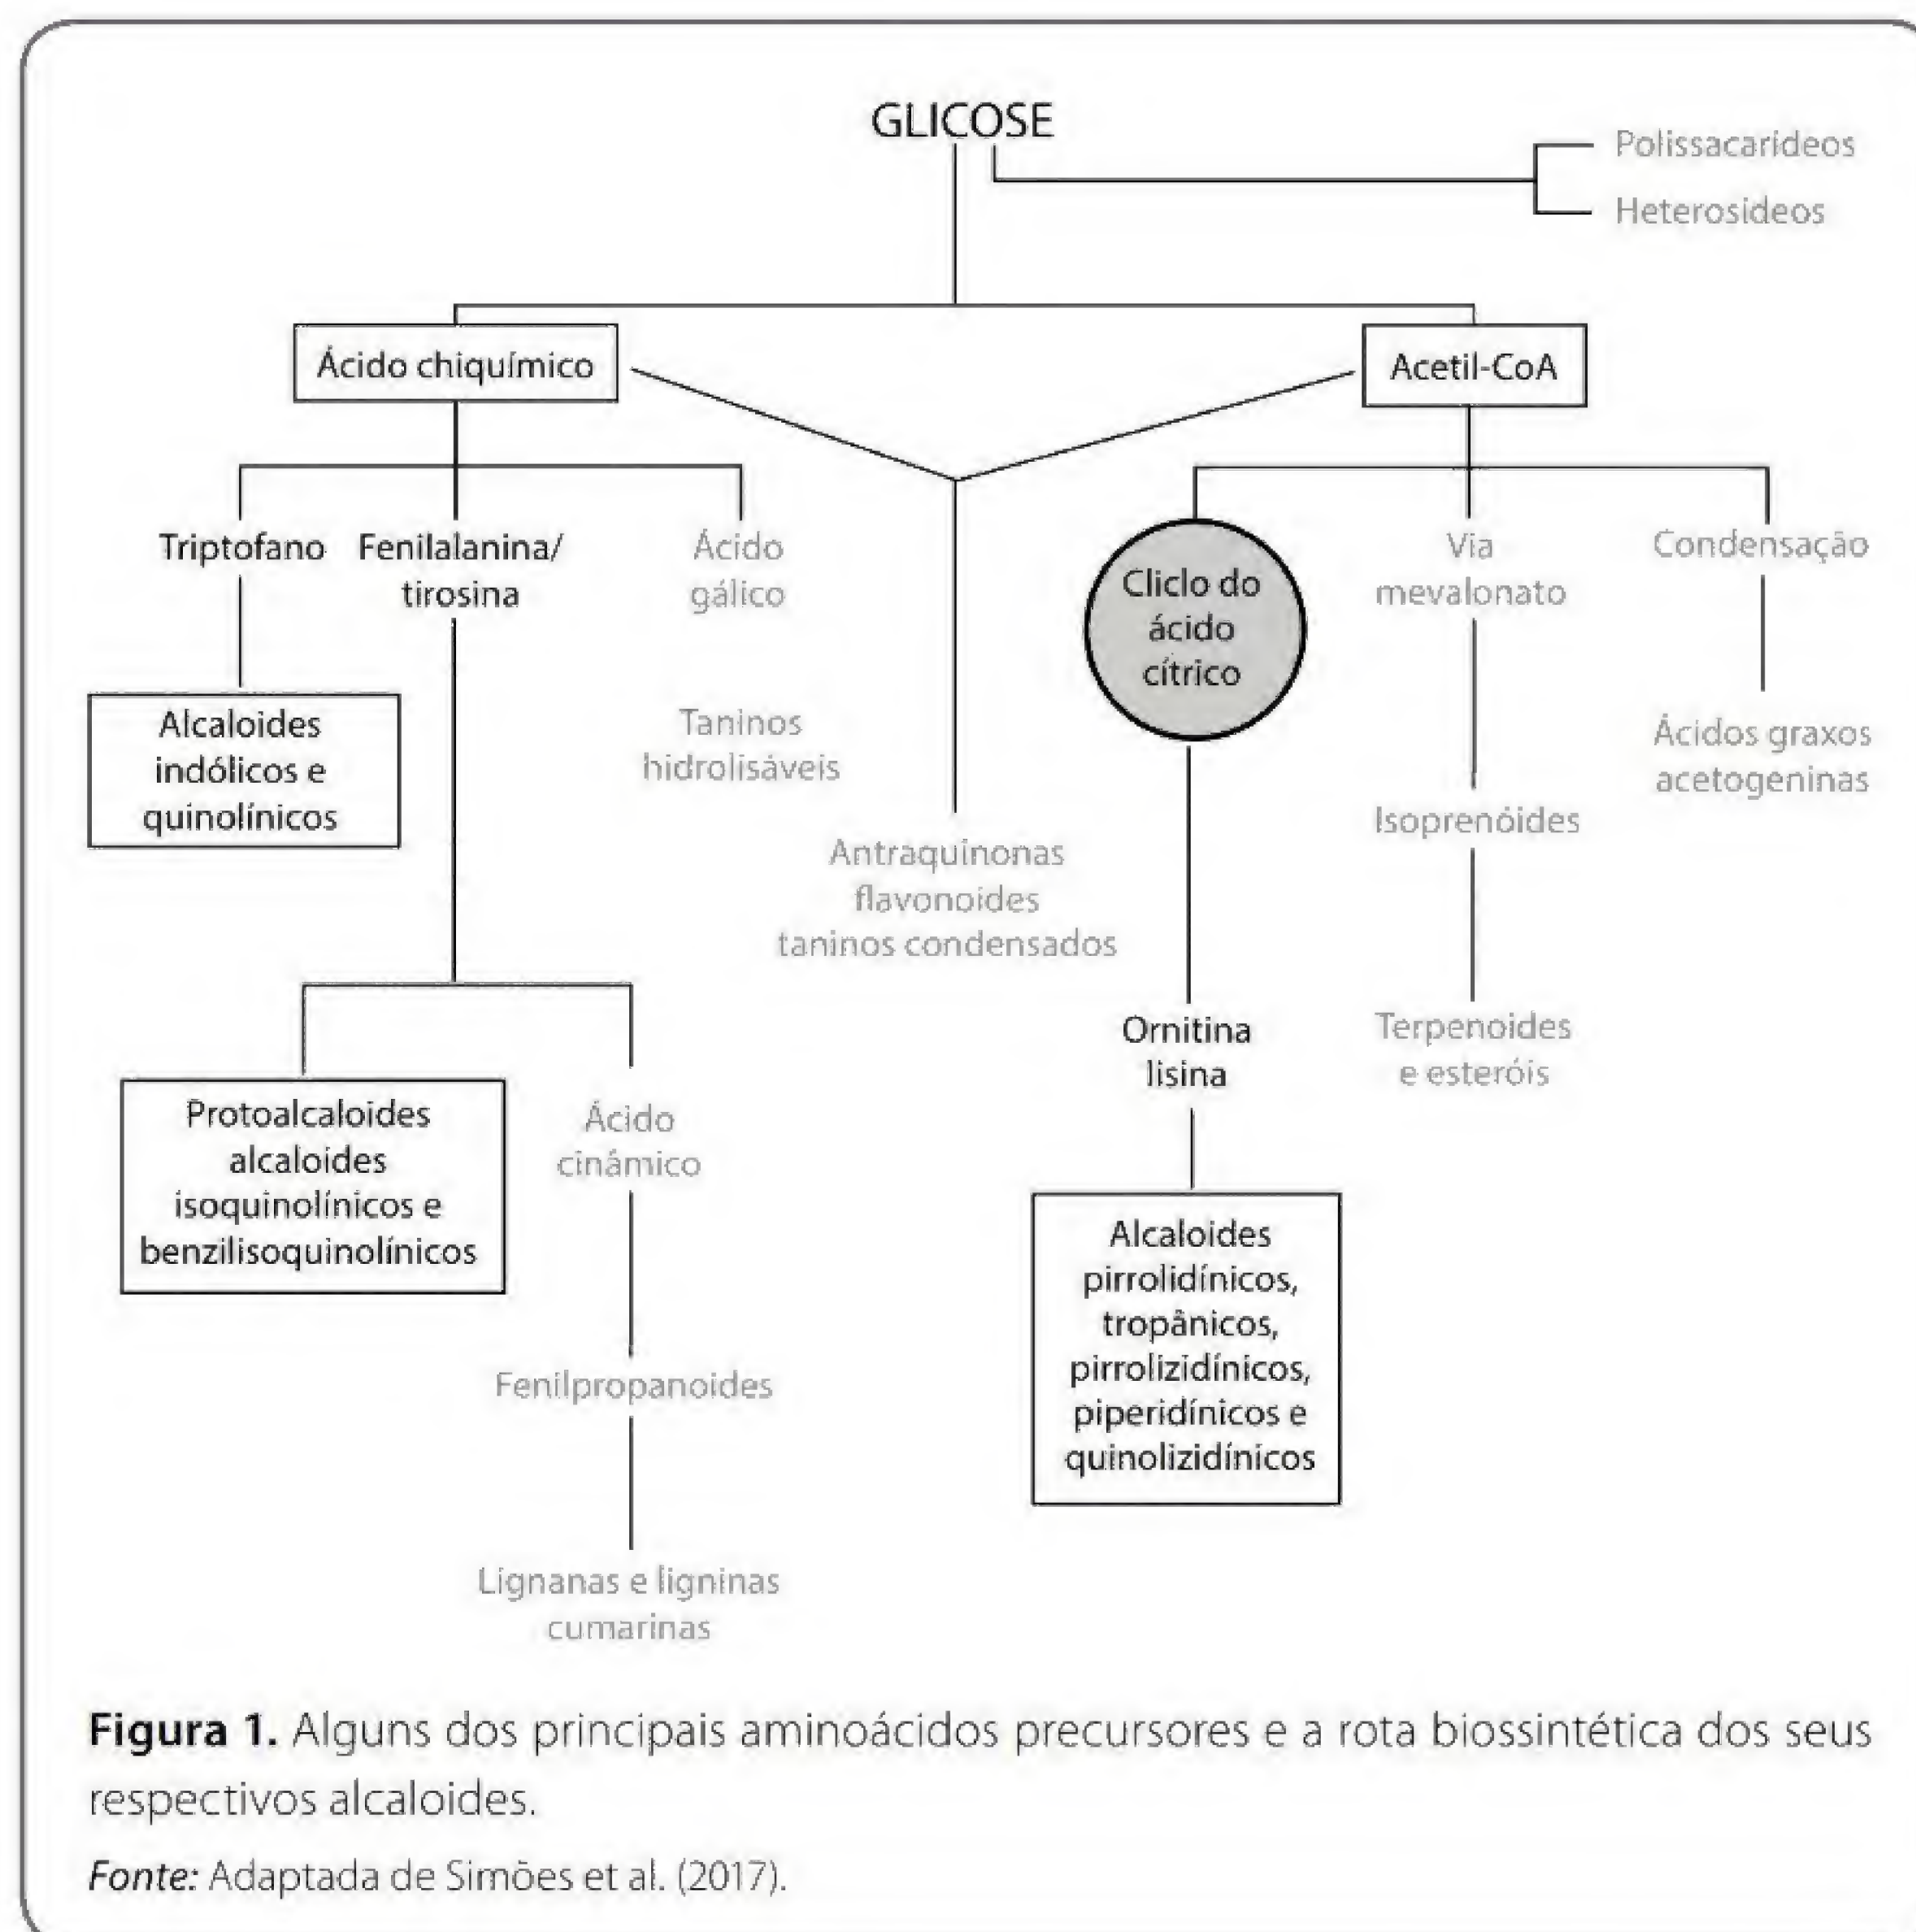 GLICOSE
Polissacarídeos
Heterosídeos
Ácido chiquímico
Acetil-CoA
Triptofano
Fenilalanina/
tirosina
Ácido
gálico
Cliclo do
ácido
cítrico
Via
mevalonato
Condensação
Alcaloides
indólicos e
quinolínicos
Taninos
hidrolisáveis
Antraquinonas
flavonoides
taninos condensados
Isoprenóides
Ácidos graxos
acetogeninas
Ornitina
lisina
Terpenoides
e esteróis
Protoalcaloides
alcaloides
isoquinolínicos e
benzilisoquinolínicos
Ácido
cinâmico
Alcaloides
pirrolidínicos,
tropânicos,
pirrolizidínicos,
piperidínicos e
quinolizidínicos
Fenilpropanoides
Lignanas e ligninas
cumarinas
Figura 1. Alguns dos principais aminoácidos precursores e a rota biossintética dos seus
respectivos alcaloides.
Fonte: Adaptada de Simões et al. (2017).